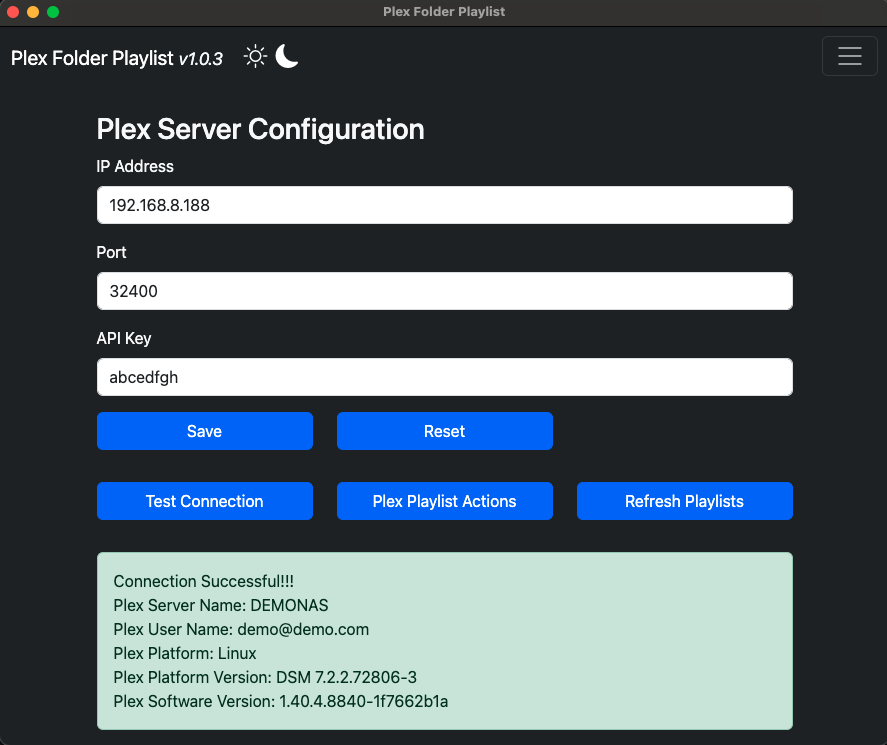 Plex Folder Playlist
Plex Folder Playlist v1.0.3
Plex Server Configuration
IP Address
192.168.8.188
Port
32400
API Key
abcedfgh
Save Reset
Test Connection Plex Playlist Actions Refresh Playlists
Connection Successful!!!
Plex Server Name: DEMONAS
Plex User Name: demo@demo.com
Plex Platform: Linux
Plex Platform Version: DSM 7.2.2.72806-3
Plex Software Version: 1.40.4.8840-1f7662b1a